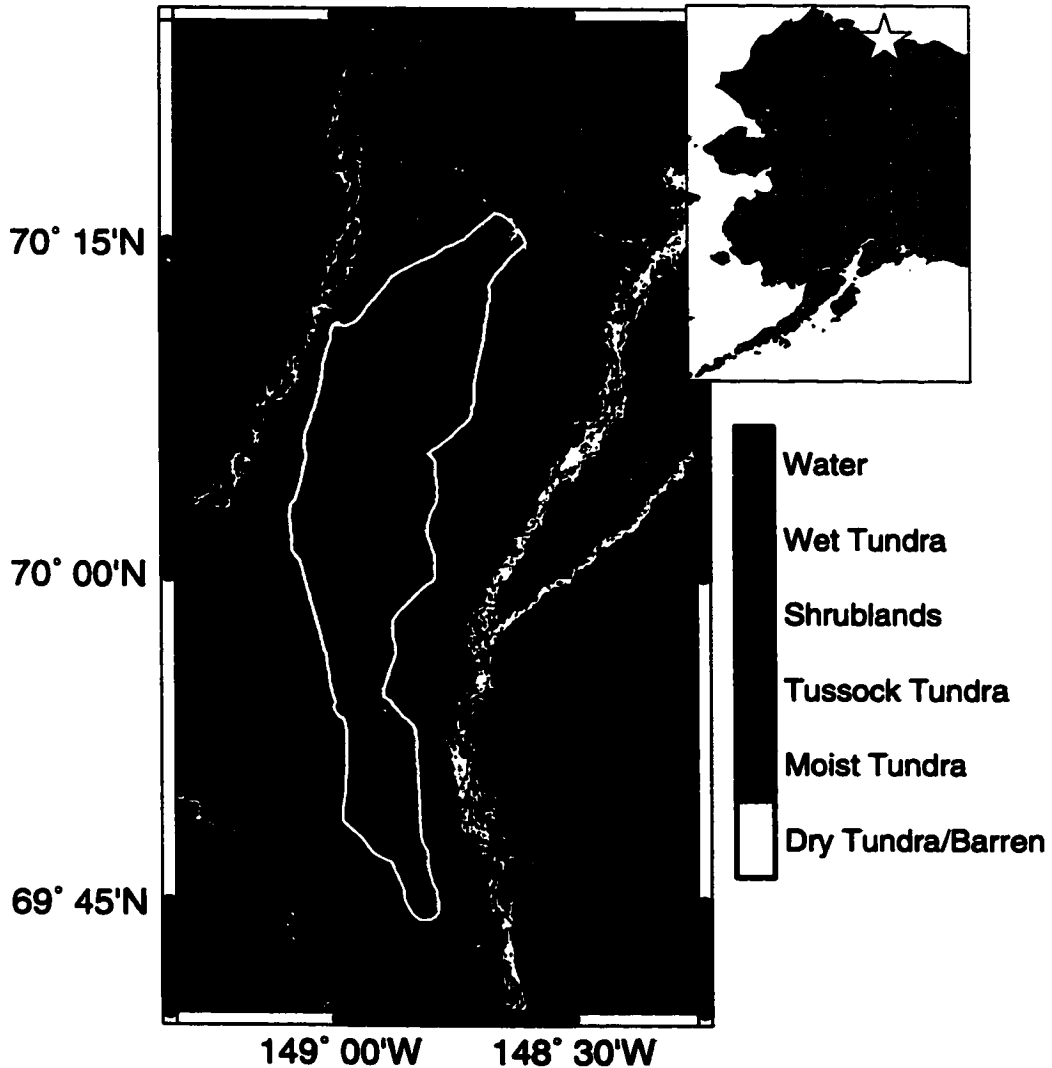 70° 15'N
70° 00'N
69° 45'N
149° 00'W 148° 30'W
Water
Wet Tundra
Shrublands
Tussock Tundra
Moist Tundra
Dry Tundra/Barren